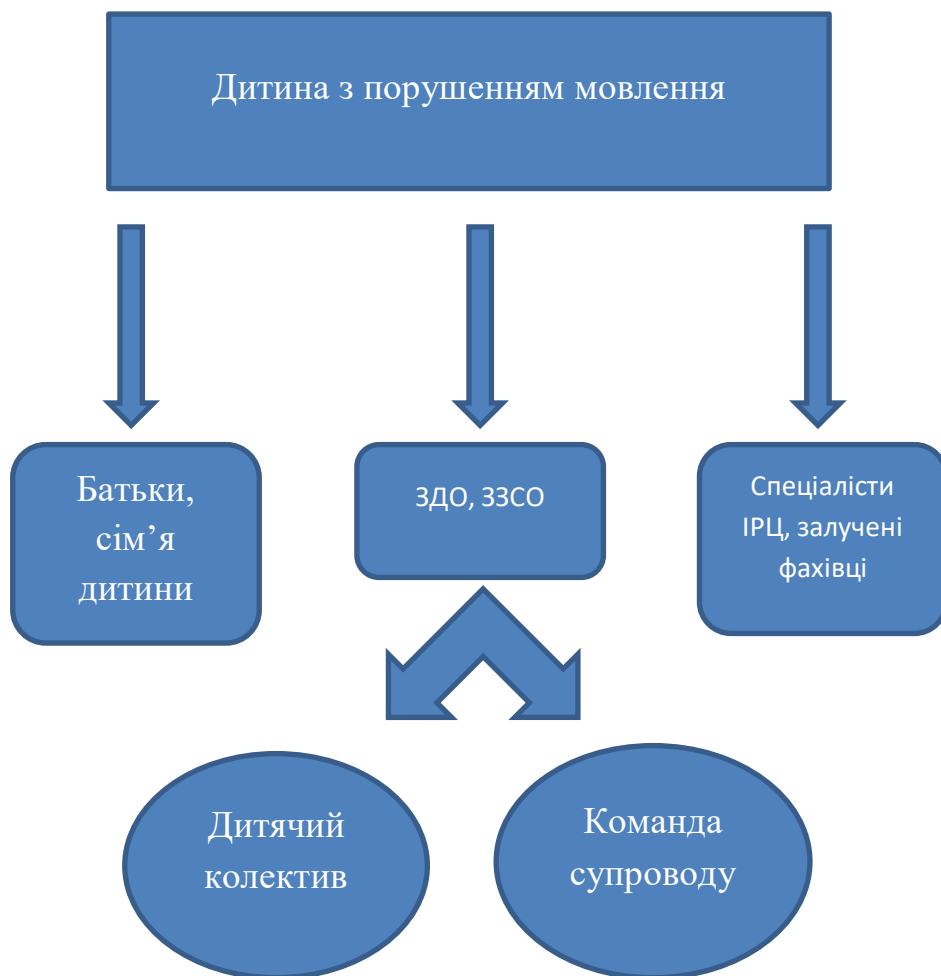 Дитина з порушенням мовлення
Батьки,
сім’я
дитини
ЗДО, ЗЗСО
Спеціалісти
ІРЦ, залучені
фахівці
Дитячий
колектив
Команда
супроводу